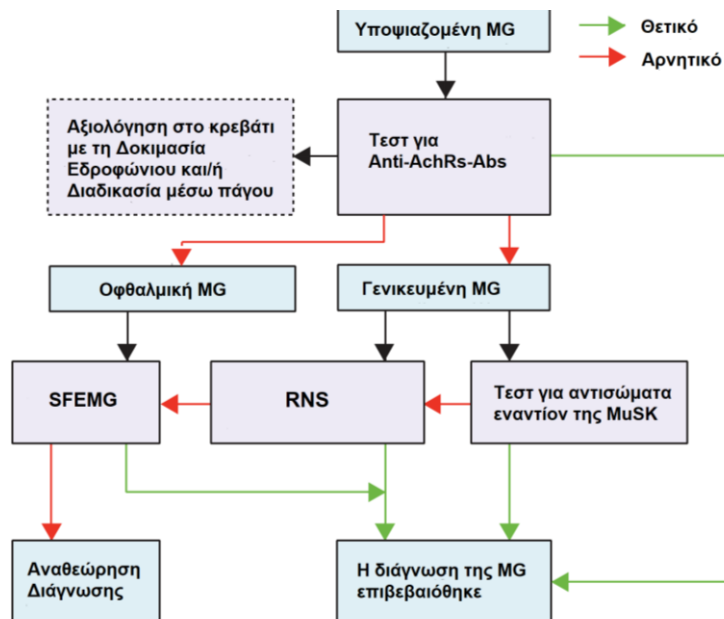 Υποψιαζομένη MG
Θετικό
Αρνητικό
Αξιολόγηση στο κρεβάτι
με τη Δοκιμασία
Εδροφώνιου και/ή
Διαδικασία μέσω πάγου
Τεστ για
Anti-AchRs-Abs
Οφθαλμική MG
Γενικευμένη MG
SFEMG
RNS
Τεστ για αντισώματα
εναντίον της MuSK
Αναθεώρηση
Διάγνωσης
Η διάγνωση της MG
επιβεβαιόθηκε